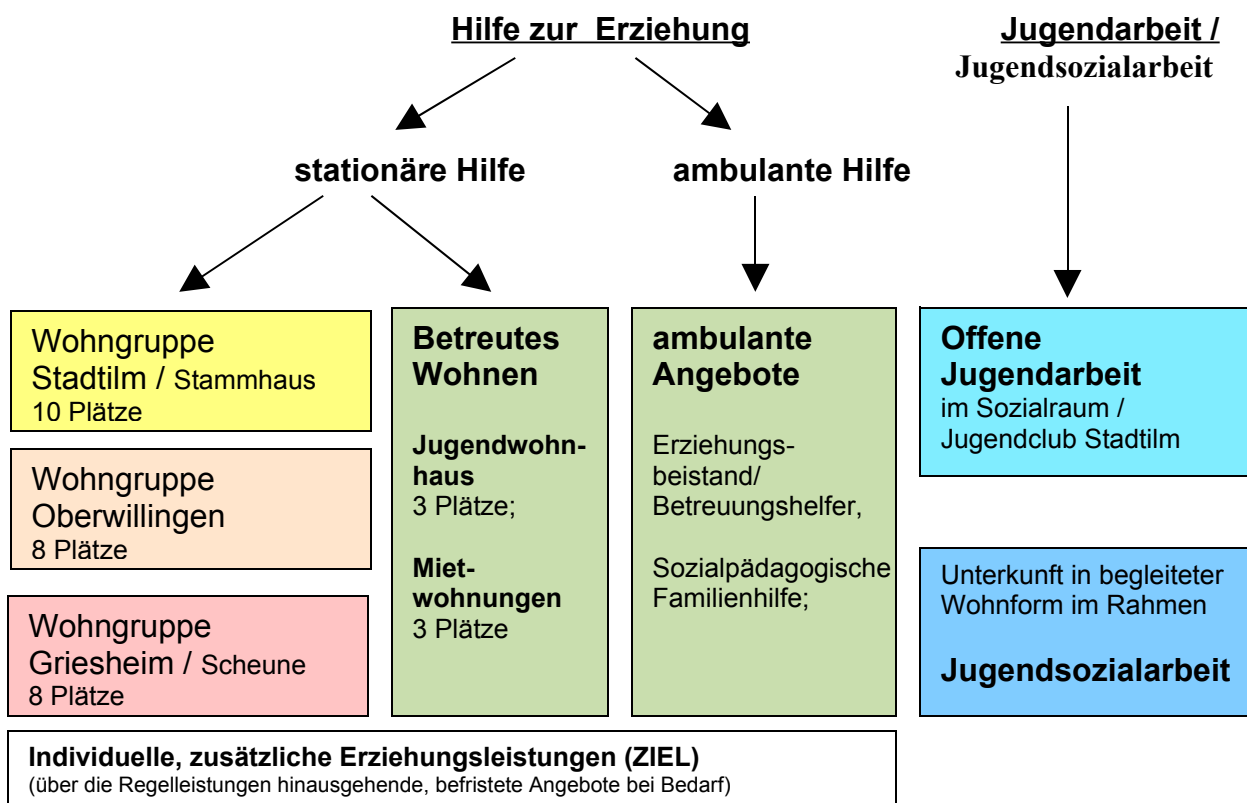 Hilfe zur Erziehung
Jugendarbeit /
Jugendsozialarbeit
stationäre Hilfe
ambulante Hilfe
Wohngruppe
Stadtilm / Stammhaus
10 Plätze
Wohngruppe
Oberwillingen
8 Plätze
Wohngruppe
Griesheim / Scheune
8 Plätze
Betreutes
Wohnen
Jugendwohn-
haus
3 Plätze;
Miet-
wohnungen
3 Plätze
ambulante
Angebote
Erziehungs-
beistand/
Betreuungshelfer,
Sozialpädagogische
Familienhilfe;
Offene
Jugendarbeit
im Sozialraum /
Jugendclub Stadtilm
Unterkunft in begleiteter
Wohnform im Rahmen
Jugendsozialarbeit
Individuelle, zusätzliche Erziehungsleistungen (ZIEL)
(über die Regelleistungen hinausgehende, befristete Angebote bei Bedarf)